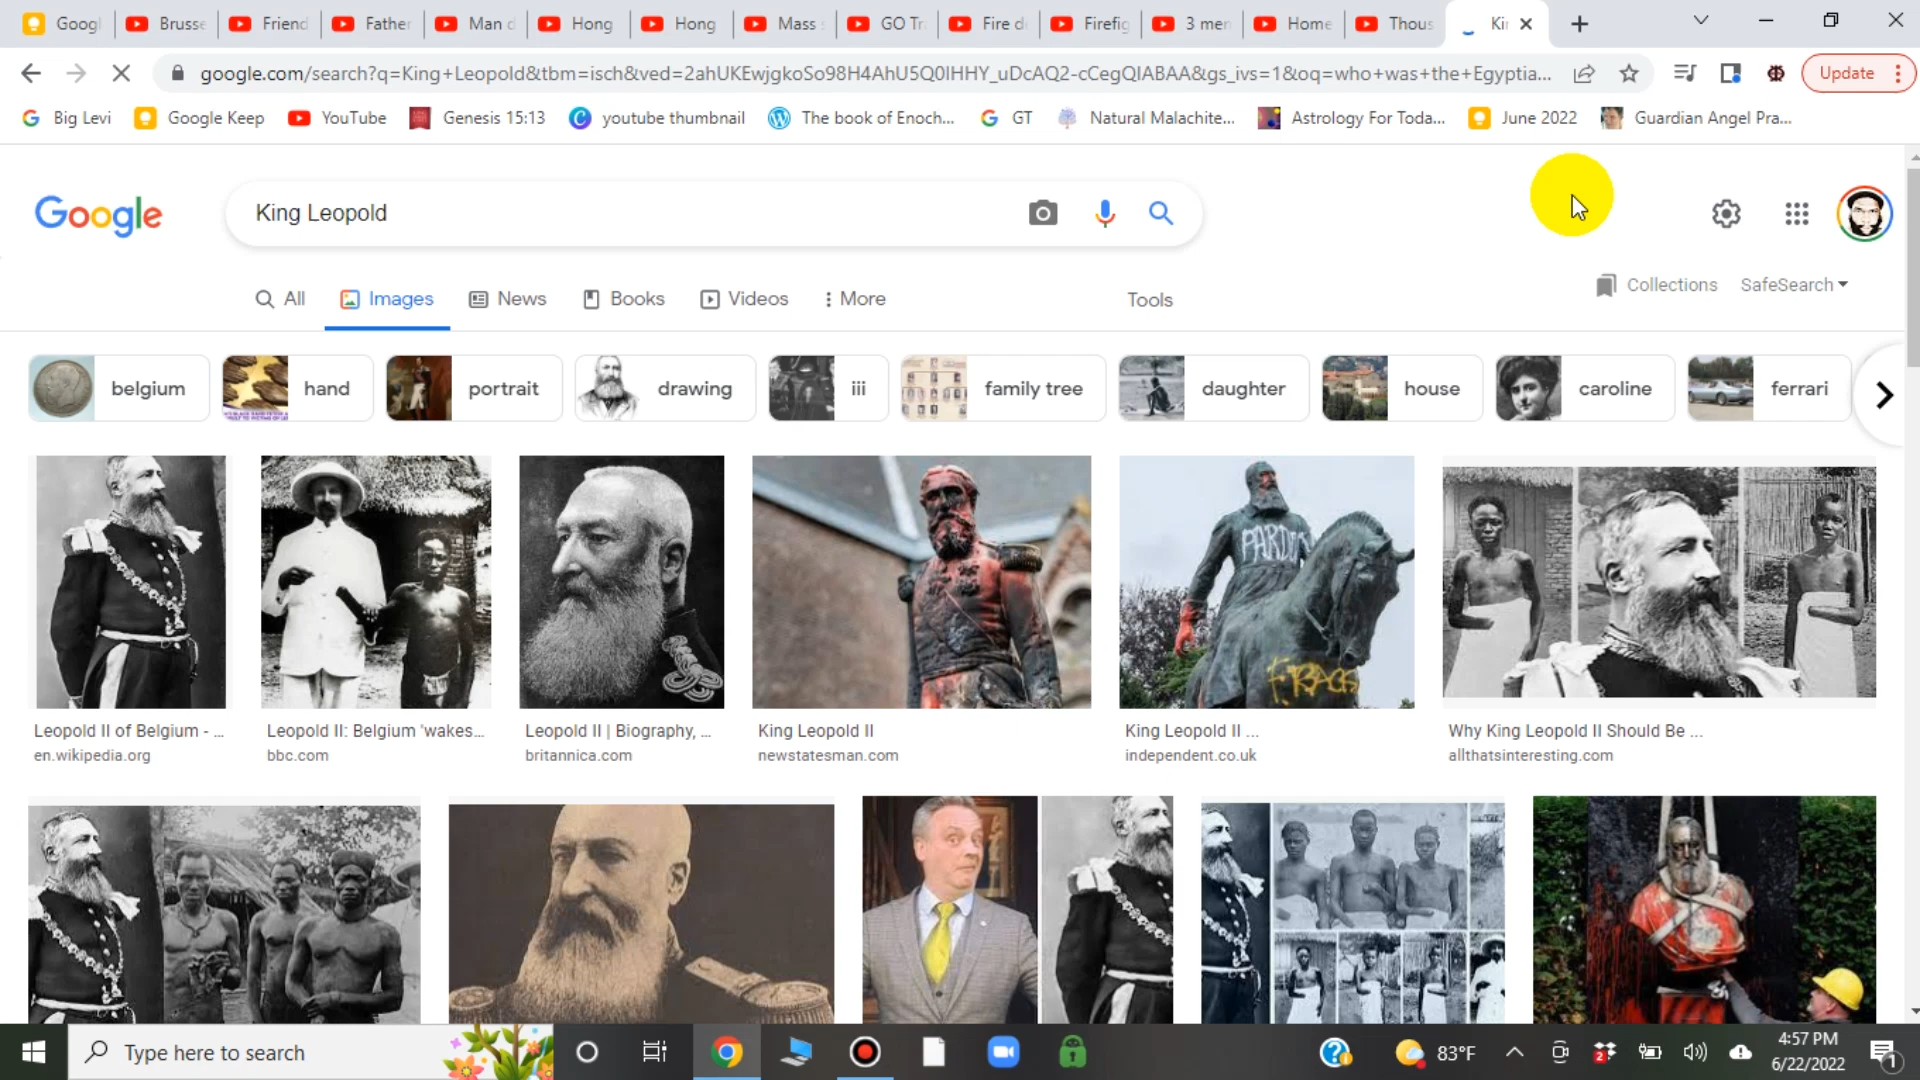 Googl
Brusse
Friend
Father
Man d
Hong
Hong
Mass s
GO Tr
Fire de
Firefig
3 men
Home
Thous
Ki
google.com/search?q=King+Leopold&tbm=isch&ved=2ahUKEwjgkoSo98H4AhU5Q0IHHY_uDcAQ2-cCegQIABAA&gs_ivs=1&oq=who+was+the+Egyptia...
Update
Big Levi
Google Keep
YouTube
Genesis 15:13
youtube thumbnail
The book of Enoch...
GT
Natural Malachite...
Astrology For Toda...
June 2022
Guardian Angel Pra...
Google
King Leopold
All
Images
News
Books
Videos
More
Tools
Collections
SafeSearch
belgium
hand
portrait
drawing
iii
family tree
daughter
house
caroline
ferrari
PARDO
Leopold II of Belgium - ...
en.wikipedia.org
Leopold II: Belgium 'wakes...
bbc.com
Leopold II | Biography, ...
britannica.com
King Leopold II
newstatesman.com
King Leopold II ...
independent.co.uk
Why King Leopold II Should Be ...
allthatsinteresting.com
Type here to search
83°F
4:57 PM
6/22/2022
2
1